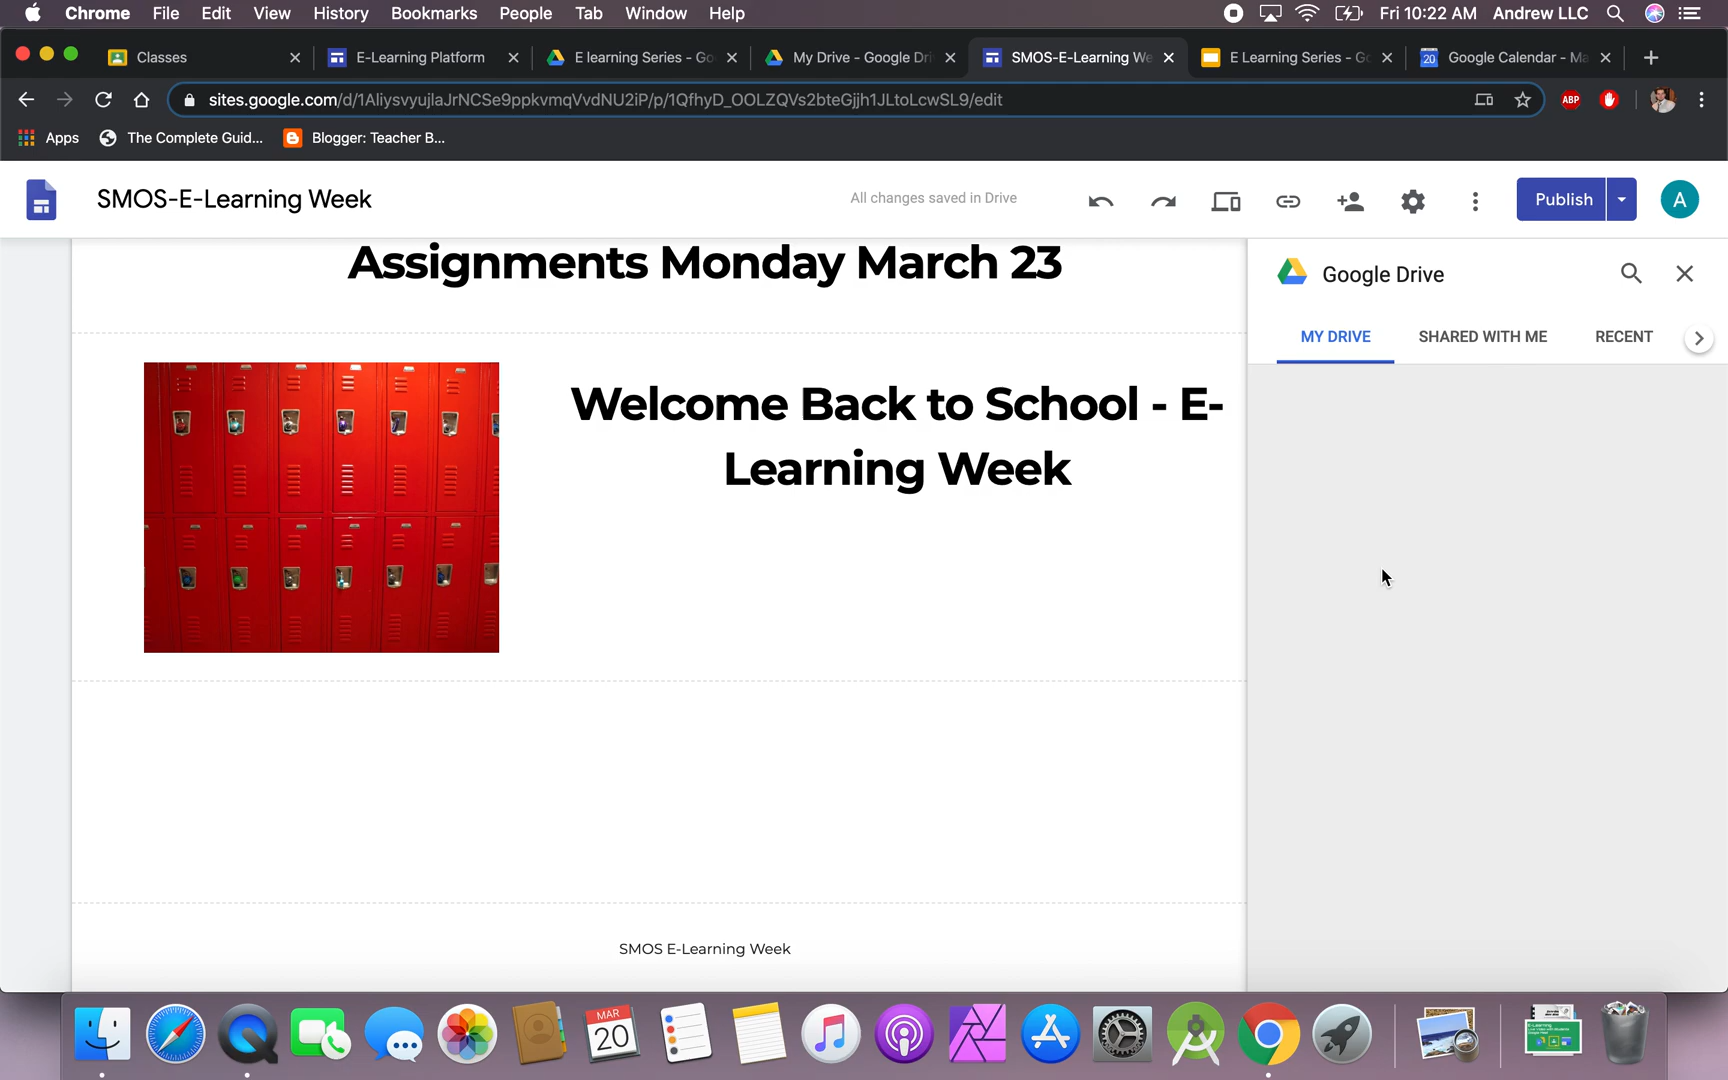 Chrome File Edit View History Bookmarks People Tab Window Help Fri 10:22 AM Andrew LLC
Classes E-Learning Platform E learning Series - Go My Drive - Google Dri SMOS-E-Learning We E Learning Series - Go Google Calendar - Ma
sites.google.com/d/1AliysvyujlaJrNCSe9ppkvmqVvdNU2iP/p/1QfhyD_OOLZQVs2bteGjjh1JLtoLcwSL9/edit ABP
Apps The Complete Guid... Blogger: Teacher B...
SMOS-E-Learning Week All changes saved in Drive Publish A
Assignments Monday March 23
Google Drive
MY DRIVE SHARED WITH ME RECENT
Welcome Back to School - E-
Learning Week
SMOS E-Learning Week
MAR
20